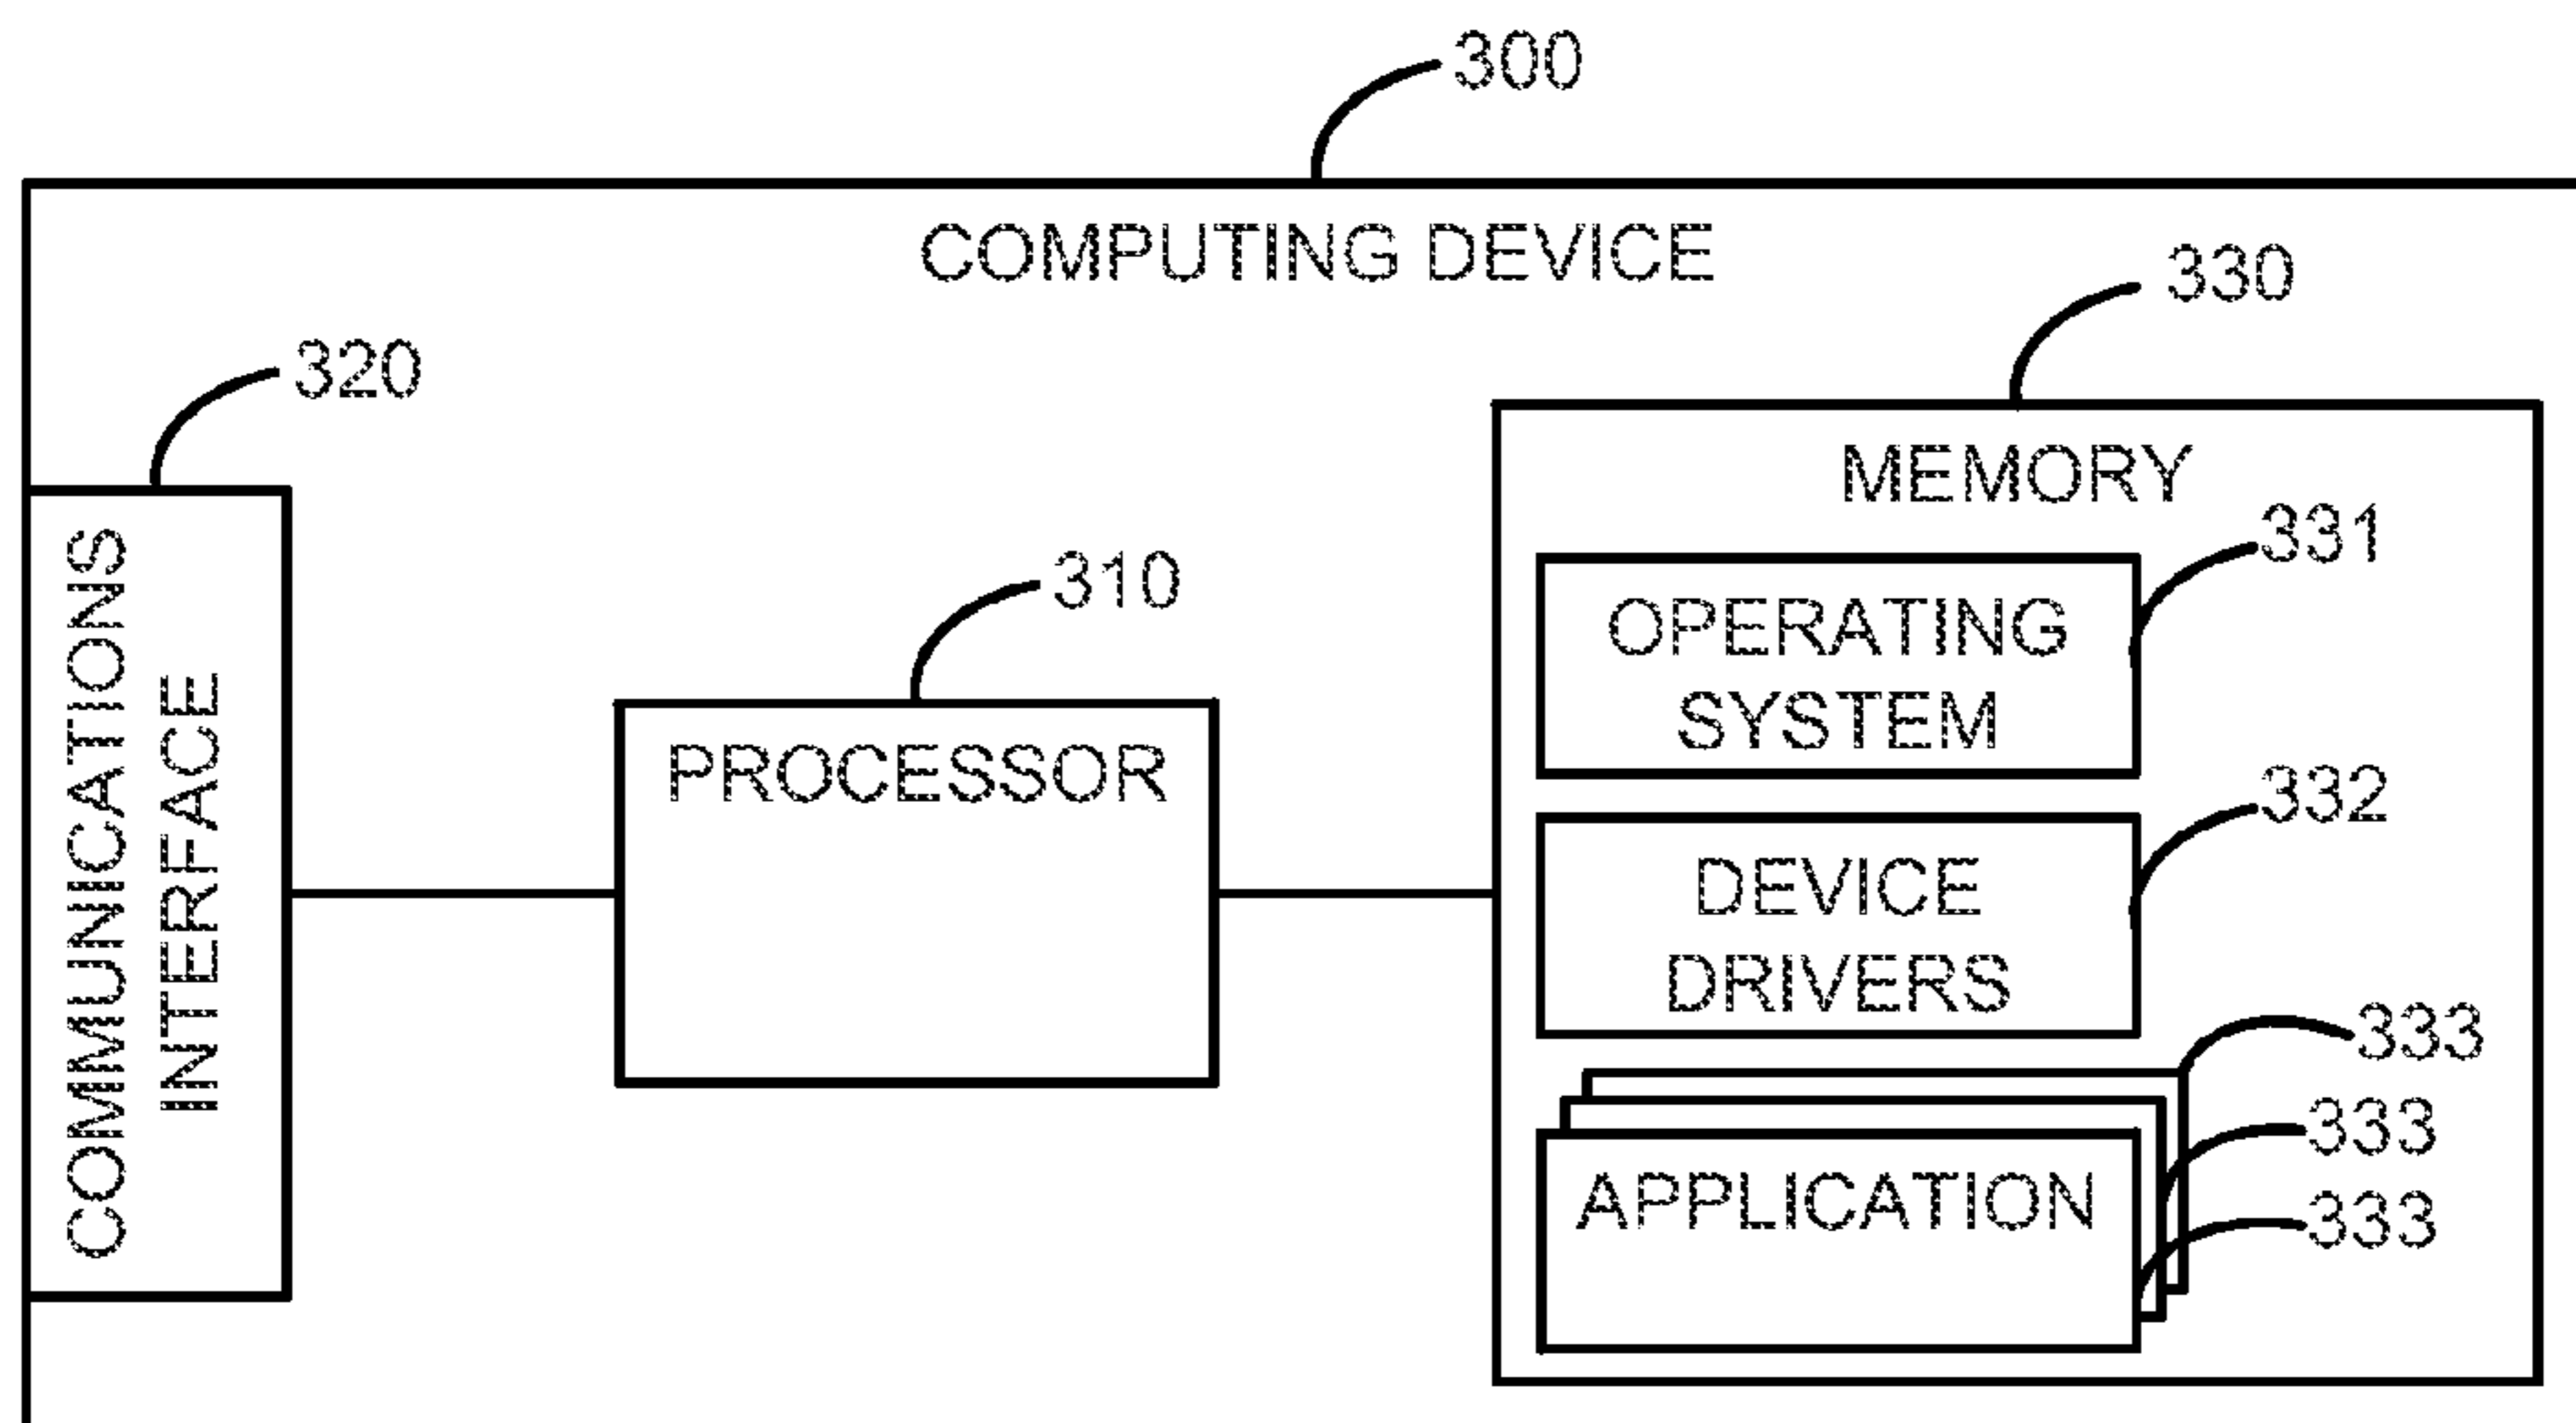 300
COMPUTING DEVICE
330
320
MEMORY
331
310
OPERATING
SYSTEM
COMMUNICATIONS
INTERFACE
PROCESSOR
332
DEVICE
DRIVERS
333
333
APPLICATION
333